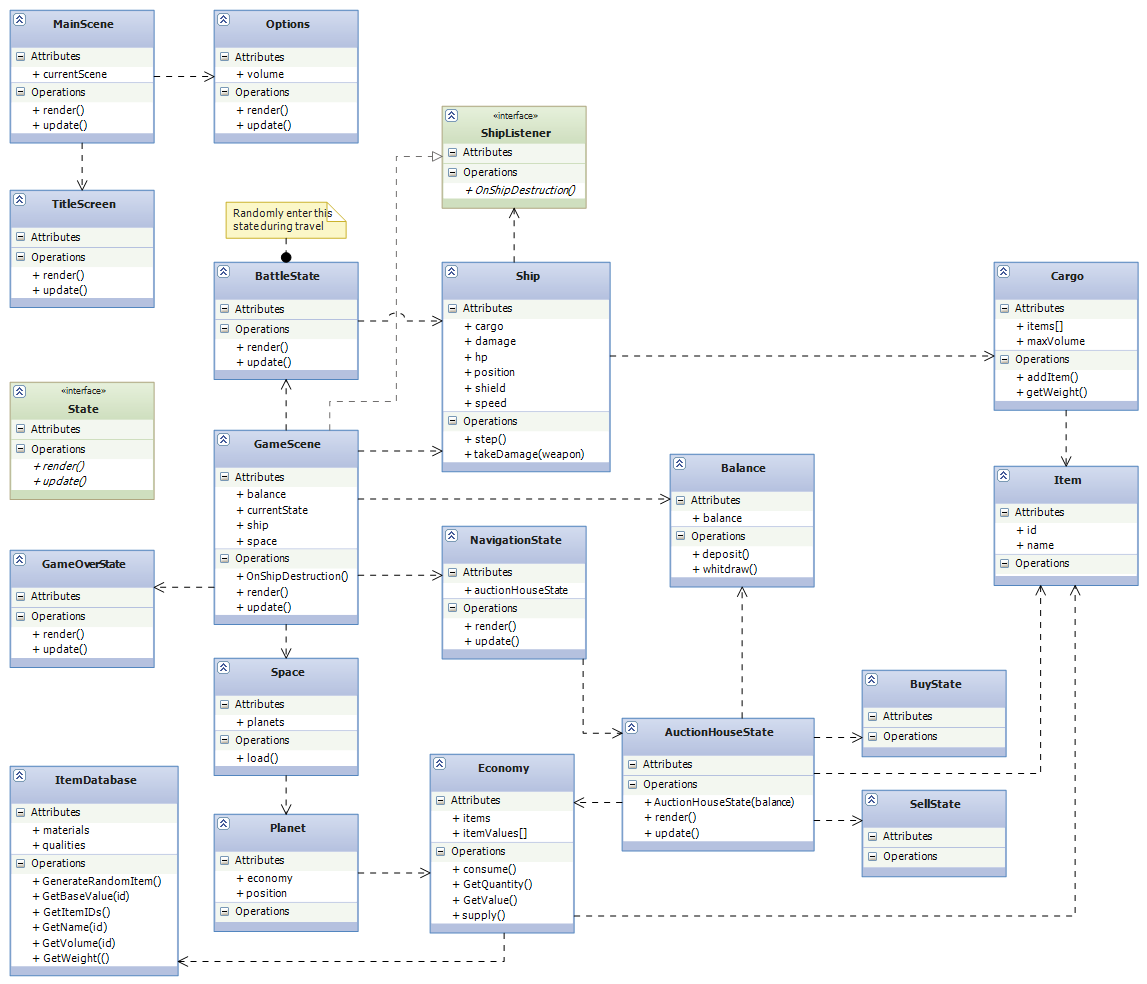 MainScene
Attributes
+ currentScene
Operations
+ render()
+ update()
Options
Attributes
+ volume
Operations
+ render()
+ update()
«interface»
ShipListener
Attributes
Operations
+ OnShipDestruction()
TitleScreen
Attributes
Operations
+ render()
+ update()
Randomly enter this
state during travel
BattleState
Attributes
Operations
+ render()
+ update()
Ship
Attributes
+ cargo
+ damage
+ hp
+ position
+ shield
+ speed
Operations
+ step()
+ takeDamage(weapon)
Cargo
Attributes
+ items[]
+ maxVolume
Operations
+ addItem()
+ getWeight()
«interface»
State
Attributes
Operations
+ render()
+ update()
GameScene
Attributes
+ balance
+ currentState
+ ship
+ space
Operations
+ OnShipDestruction()
+ render()
+ update()
Balance
Attributes
+ balance
Operations
+ deposit()
+ whitdraw()
Item
Attributes
+ id
+ name
Operations
NavigationState
Attributes
+ auctionHouseState
Operations
+ render()
+ update()
GameOverState
Attributes
Operations
+ render()
+ update()
Space
Attributes
+ planets
Operations
+ load()
BuyState
Attributes
Operations
AuctionHouseState
Attributes
Operations
+ AuctionHouseState(balance)
+ render()
+ update()
SellState
Attributes
Operations
ItemDatabase
Attributes
+ materials
+ qualities
Operations
+ GenerateRandomItem()
+ GetBaseValue(id)
+ GetItemIDs()
+ GetName(id)
+ GetVolume(id)
+ GetWeight(()
Planet
Attributes
+ economy
+ position
Operations
Economy
Attributes
+ items
+ itemValues[]
Operations
+ consume()
+ GetQuantity()
+ GetValue()
+ supply()